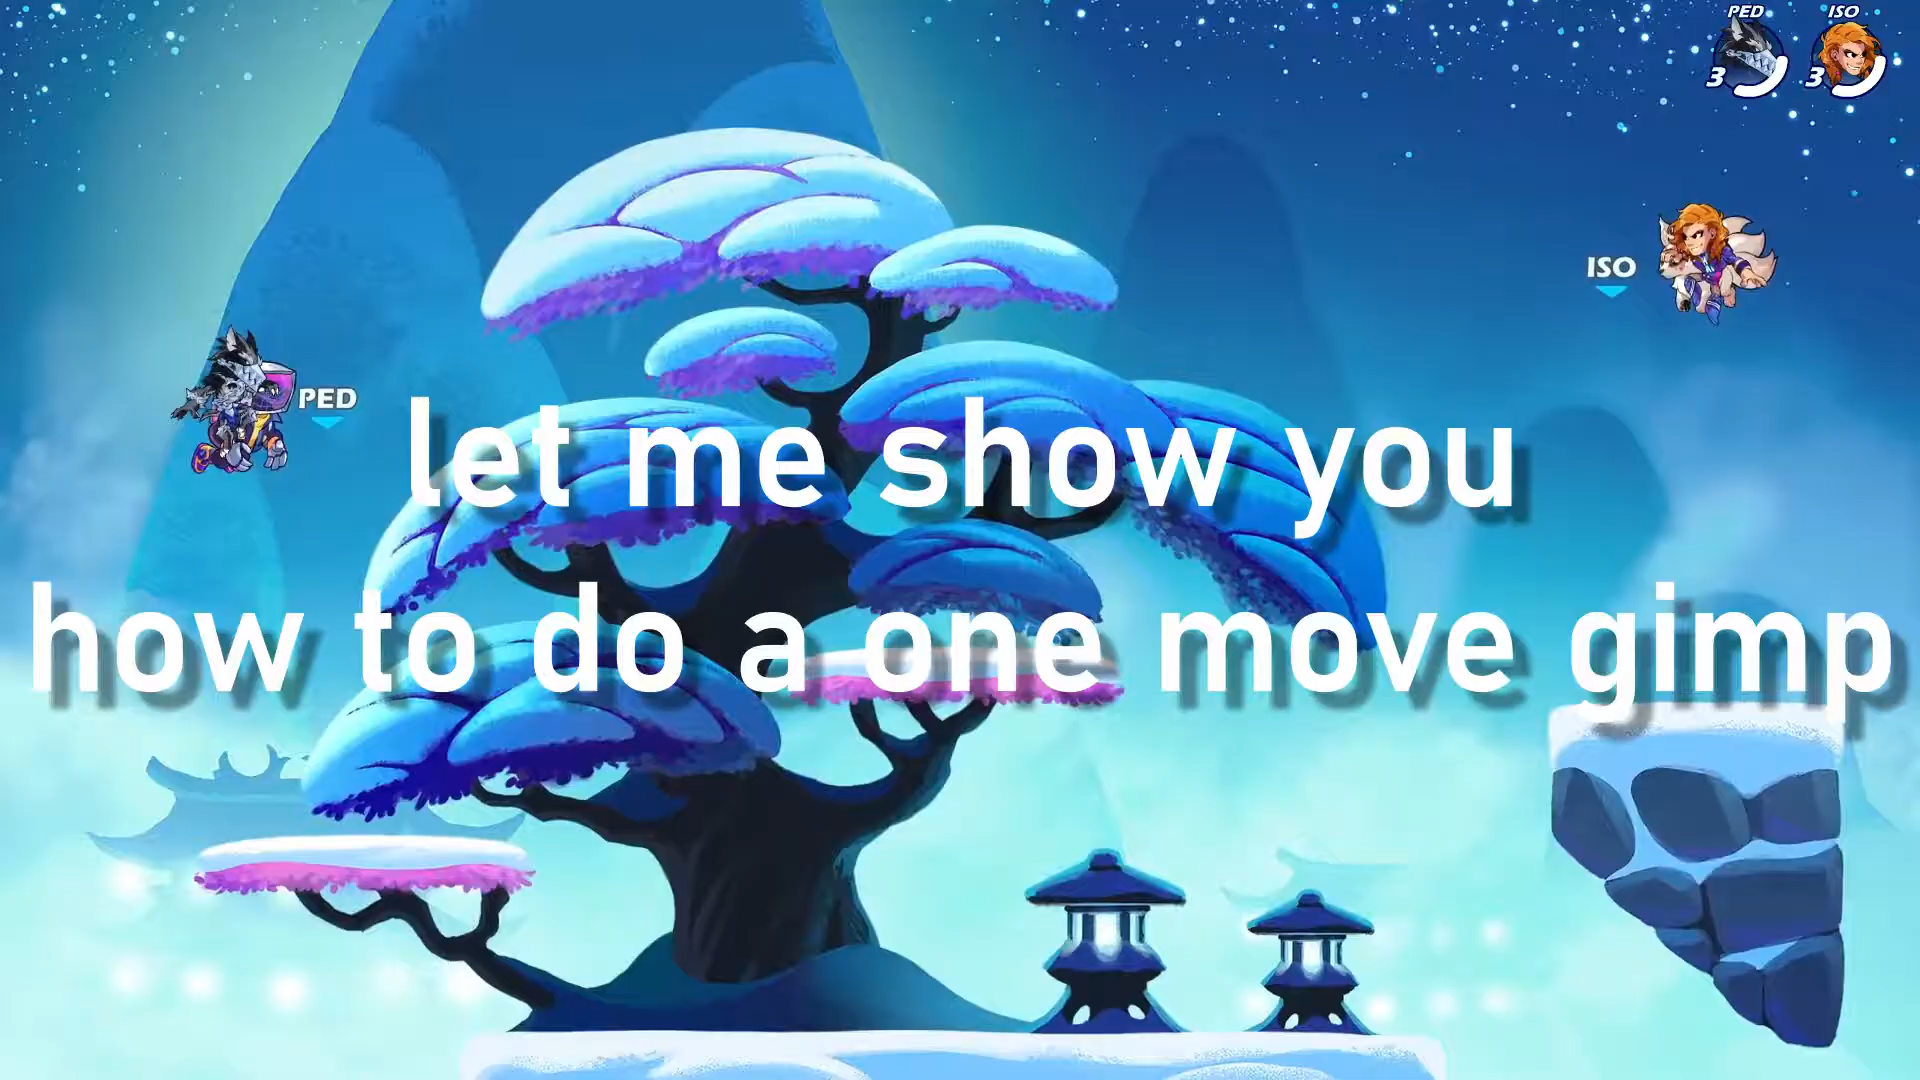 PED ISO
3 3
ISO
PED
let me show you
how to do a one move gimp